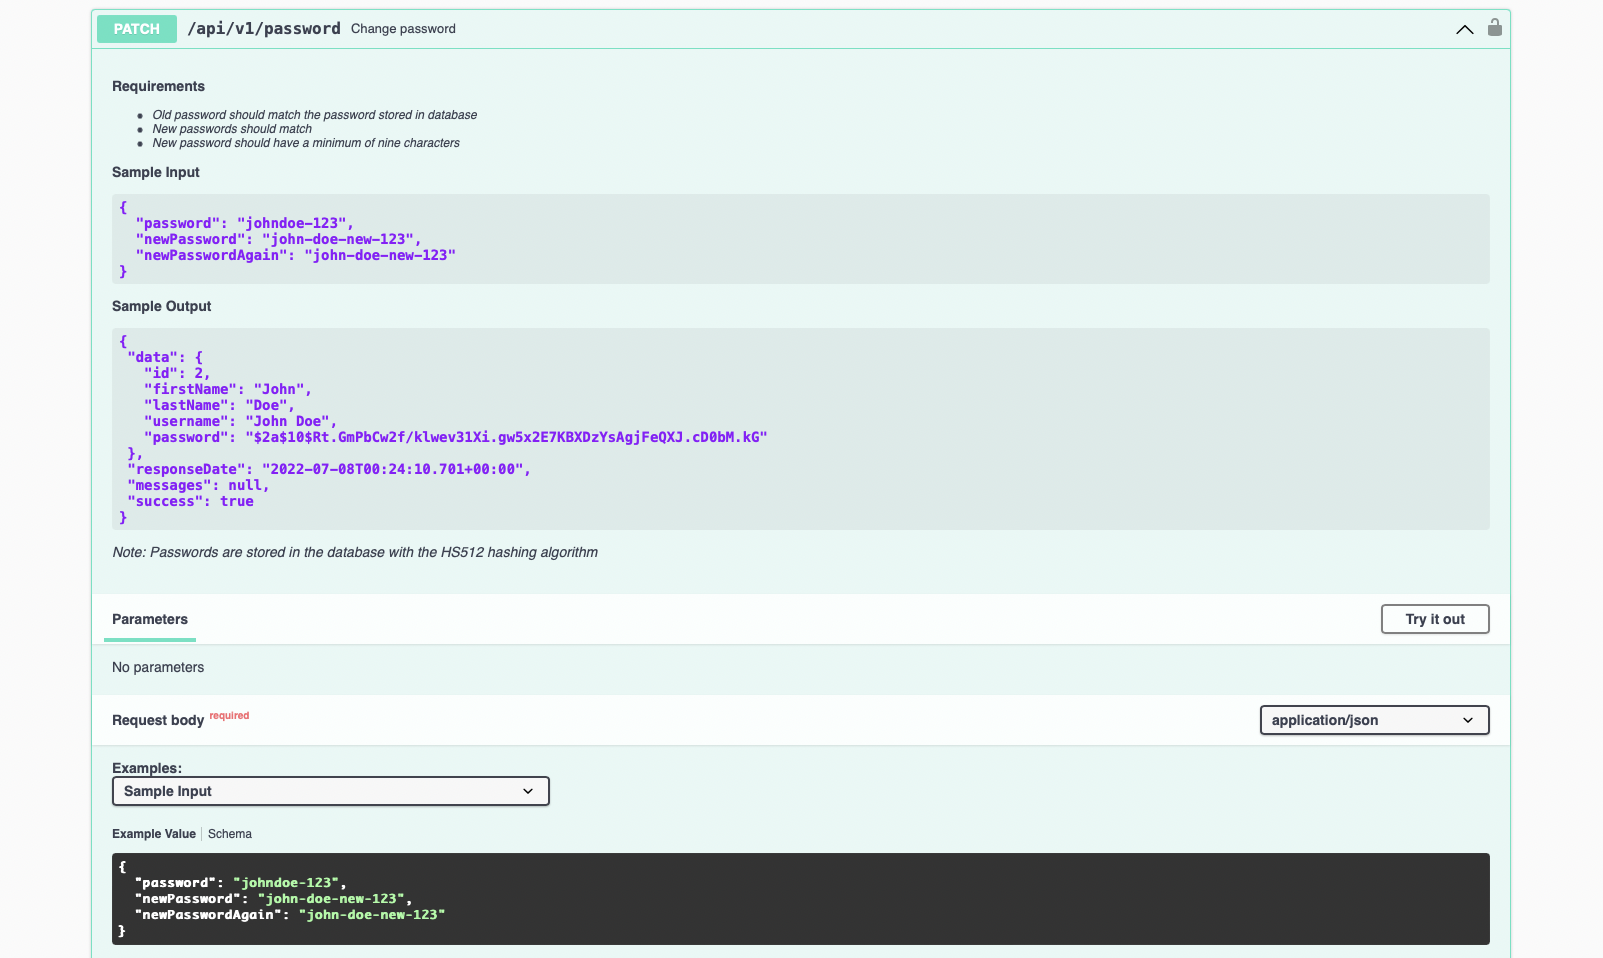 PATCH /api/v1/password Change password
Requirements
Old password should match the password stored in database
New passwords should match
New password should have a minimum of nine characters
Sample Input
{
"password": "johndoe-123",
"newPassword": "john-doe-new-123",
"newPasswordAgain": "john-doe-new-123"
}
Sample Output
{
"data": {
"id": 2,
"firstName": "John",
"lastName": "Doe",
"username": "John Doe",
"password": "$2a$10$Rt.GmPbCw2f/klwev31Xi.gw5x2E7KBXDzYsAgjFeQXJ.cD0bM.kG"
},
"responseDate": "2022-07-08T00:24:10.701+00:00",
"messages": null,
"success": true
}
Note: Passwords are stored in the database with the HS512 hashing algorithm
Parameters Try it out
No parameters
Request body required application/json
Examples:
Sample Input
Example Value Schema
{
"password": "johndoe-123",
"newPassword": "john-doe-new-123",
"newPasswordAgain": "john-doe-new-123"
}